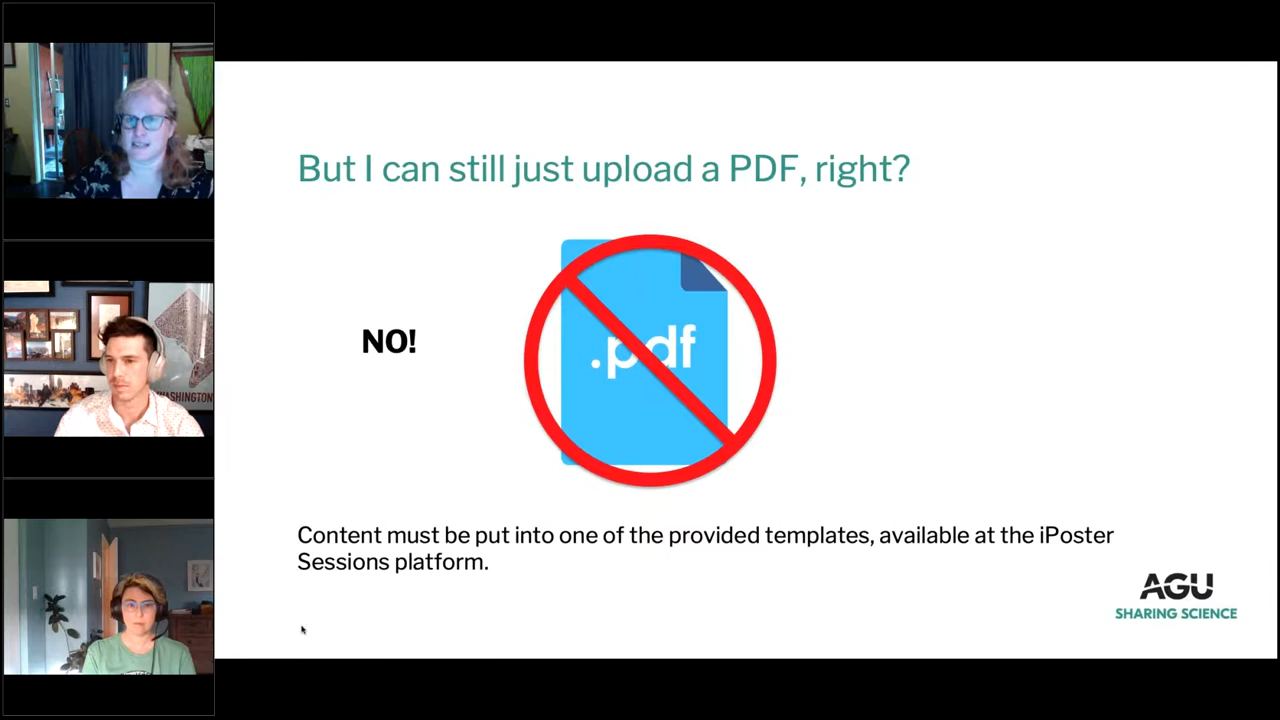 But I can still just upload a PDF, right?
NO!
.pdf
Content must be put into one of the provided templates, available at the iPoster
Sessions platform.
AGU
SHARING SCIENCE
WASHINGTON